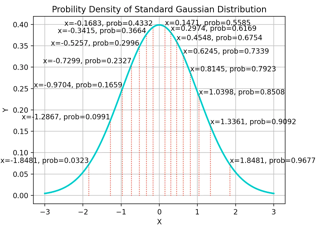 Probility Density of Standard Gaussian Distribution
x=-0.1683, prob=0.4332
x=0.1471, prob=0.5585
x=-0.3415, prob=0.3664
x=0.2974, prob=0.6169
x=-0.5257, prob=0.2996
x=0.4548, prob=0.6754
x=0.6245, prob=0.7339
x=-0.7299, prob=0.2327
x=0.8145, prob=0.7923
x=-0.9704, prob=0.1659
x=1.0398, prob=0.8508
x=-1.2867, prob=0.0991
x=1.3361, prob=0.9092
x=-1.8481, prob=0.0323
x=1.8481, prob=0.9677
0.40
0.35
0.30
0.25
0.20
0.15
0.10
0.05
0.00
Y
-3
-2
-1
0
1
2
3
X